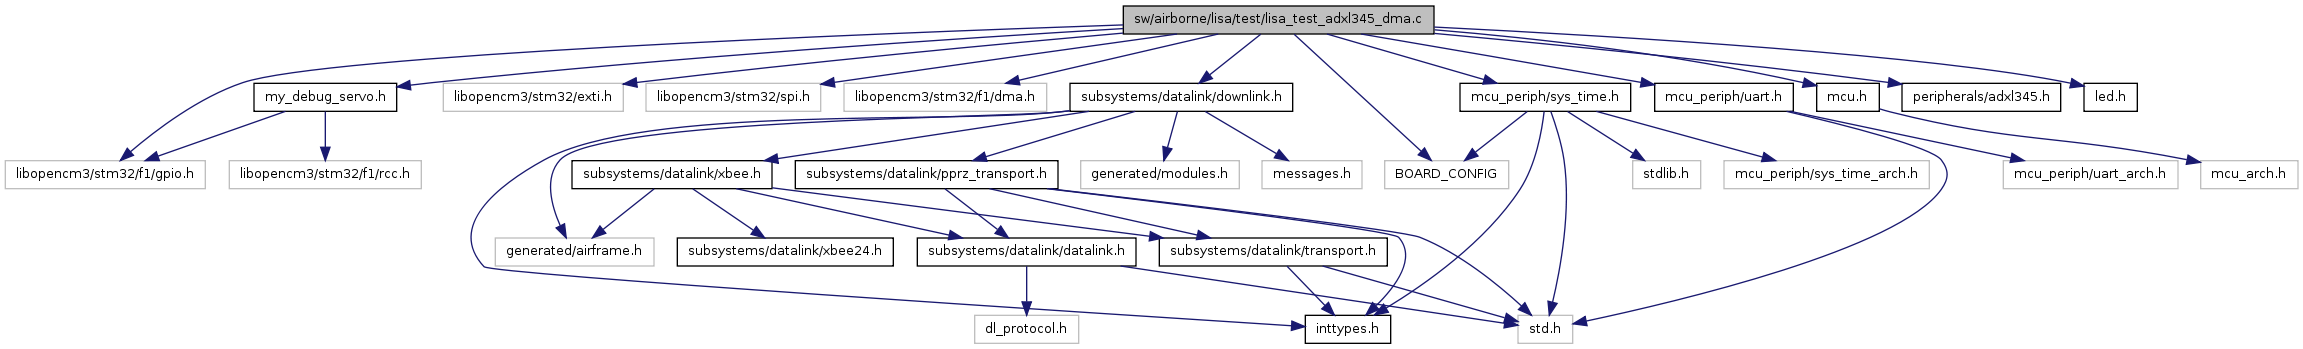 sw/airborne/lisa/test/lisa_test_adxl345_dma.c
my_debug_servo.h
libopencm3/stm32/exti.h
libopencm3/stm32/spi.h
libopencm3/stm32/f1/dma.h
subsystems/datalink/downlink.h
mcu_periph/sys_time.h
mcu_periph/uart.h
mcu.h
peripherals/adxl345.h
led.h
libopencm3/stm32/f1/gpio.h
libopencm3/stm32/f1/rcc.h
subsystems/datalink/xbee.h
subsystems/datalink/pprz_transport.h
generated/modules.h
messages.h
BOARD_CONFIG
stdlib.h
mcu_periph/sys_time_arch.h
mcu_periph/uart_arch.h
mcu_arch.h
generated/airframe.h
subsystems/datalink/xbee24.h
subsystems/datalink/datalink.h
subsystems/datalink/transport.h
dl_protocol.h
inttypes.h
std.h